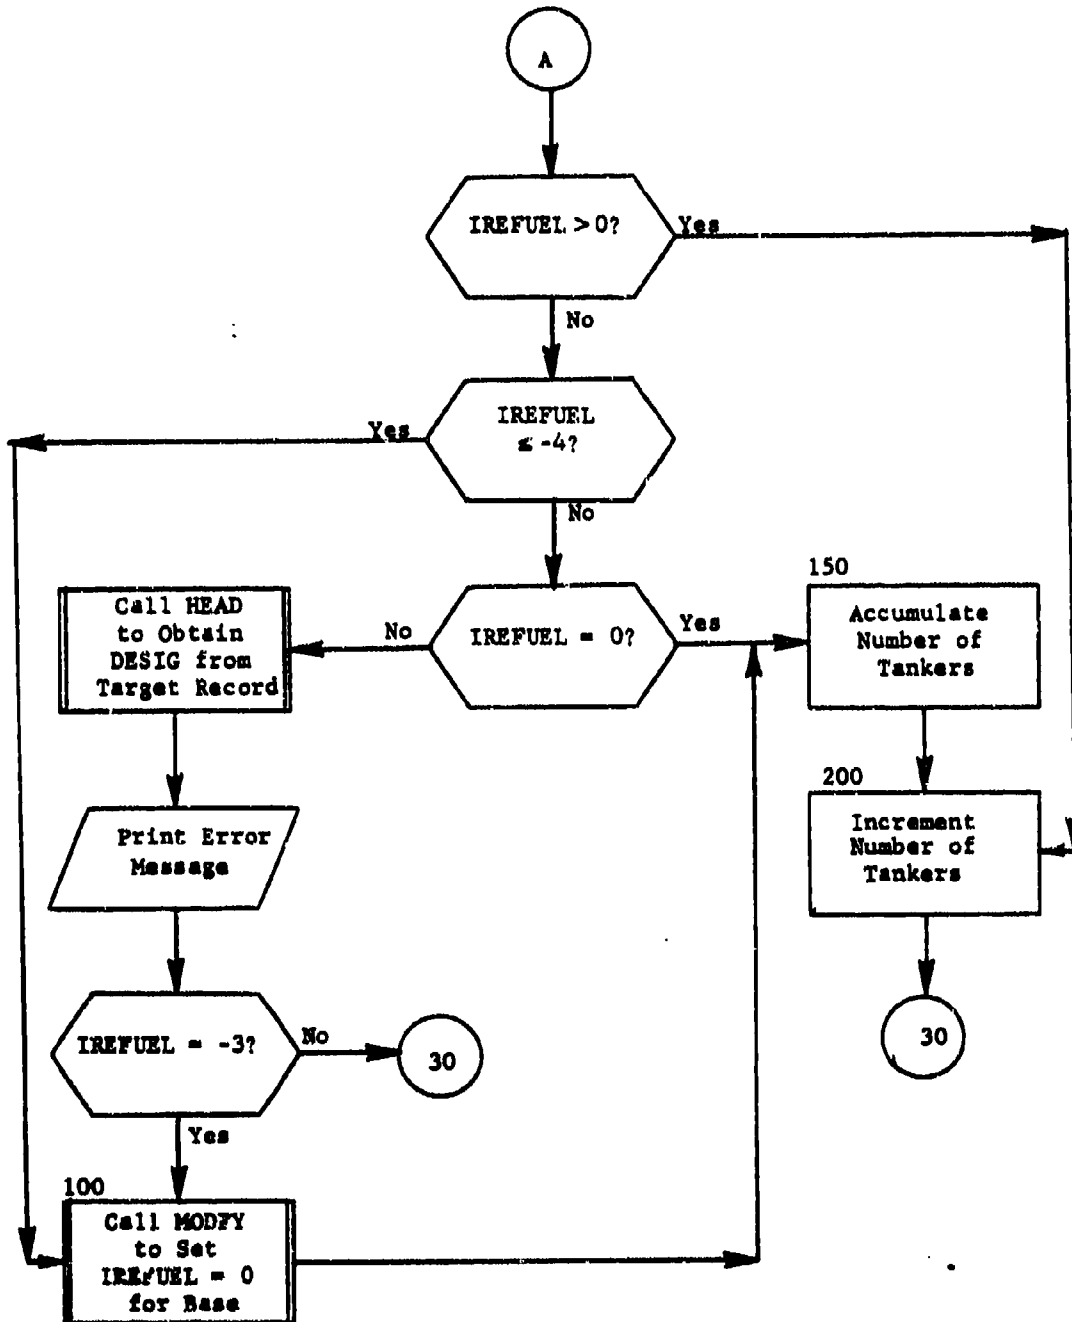 A
IREFUEL > 0?
Yes
No
IREFUEL
≤ -4?
Yes
No
150
Call HEAD
to Obtain
DESIG from
Target Record
No
IREFUEL = 0?
Yes
Accumulate
Number of
Tankers
200
Print Error
Message
Increment
Number of
Tankers
IREFUEL = -3?
No
30
30
Yes
100
Call MODFY
to Set
IREFUEL = 0
for Base